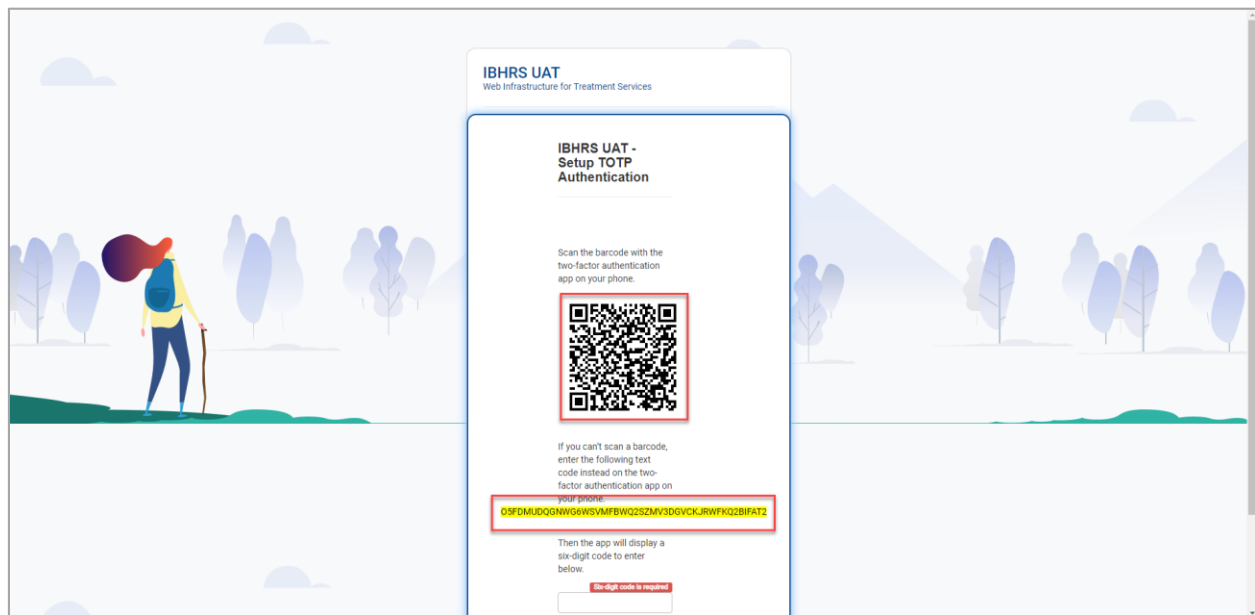 IBHRS UAT
Web Infrastructure for Treatment Services
IBHRS UAT -
Setup TOTP
Authentication
Scan the barcode with the
two-factor authentication
app on your phone.
If you can't scan a barcode,
enter the following text
code instead on the two-
factor authentication app on
your phone.
O5FDMUDQGNWG6WSVMFBWQ2SZMV3DGVCKJRWFKQ2BIFAT2
Then the app will display a
six-digit code to enter
below.
Six-digit code is required